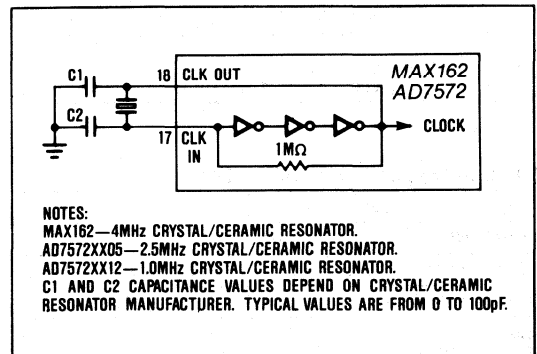 C1
18 CLK OUT
MAX162
AD7572
C2
CLOCK
17 CLK
IN
1MΩ
NOTES:
MAX162—4MHz CRYSTAL/CERAMIC RESONATOR.
AD7572XX05—2.5MHz CRYSTAL/CERAMIC RESONATOR.
AD7572XX12—1.0MHz CRYSTAL/CERAMIC RESONATOR.
C1 AND C2 CAPACITANCE VALUES DEPEND ON CRYSTAL/CERAMIC
RESONATOR MANUFACTURER. TYPICAL VALUES ARE FROM 0 TO 100pF.